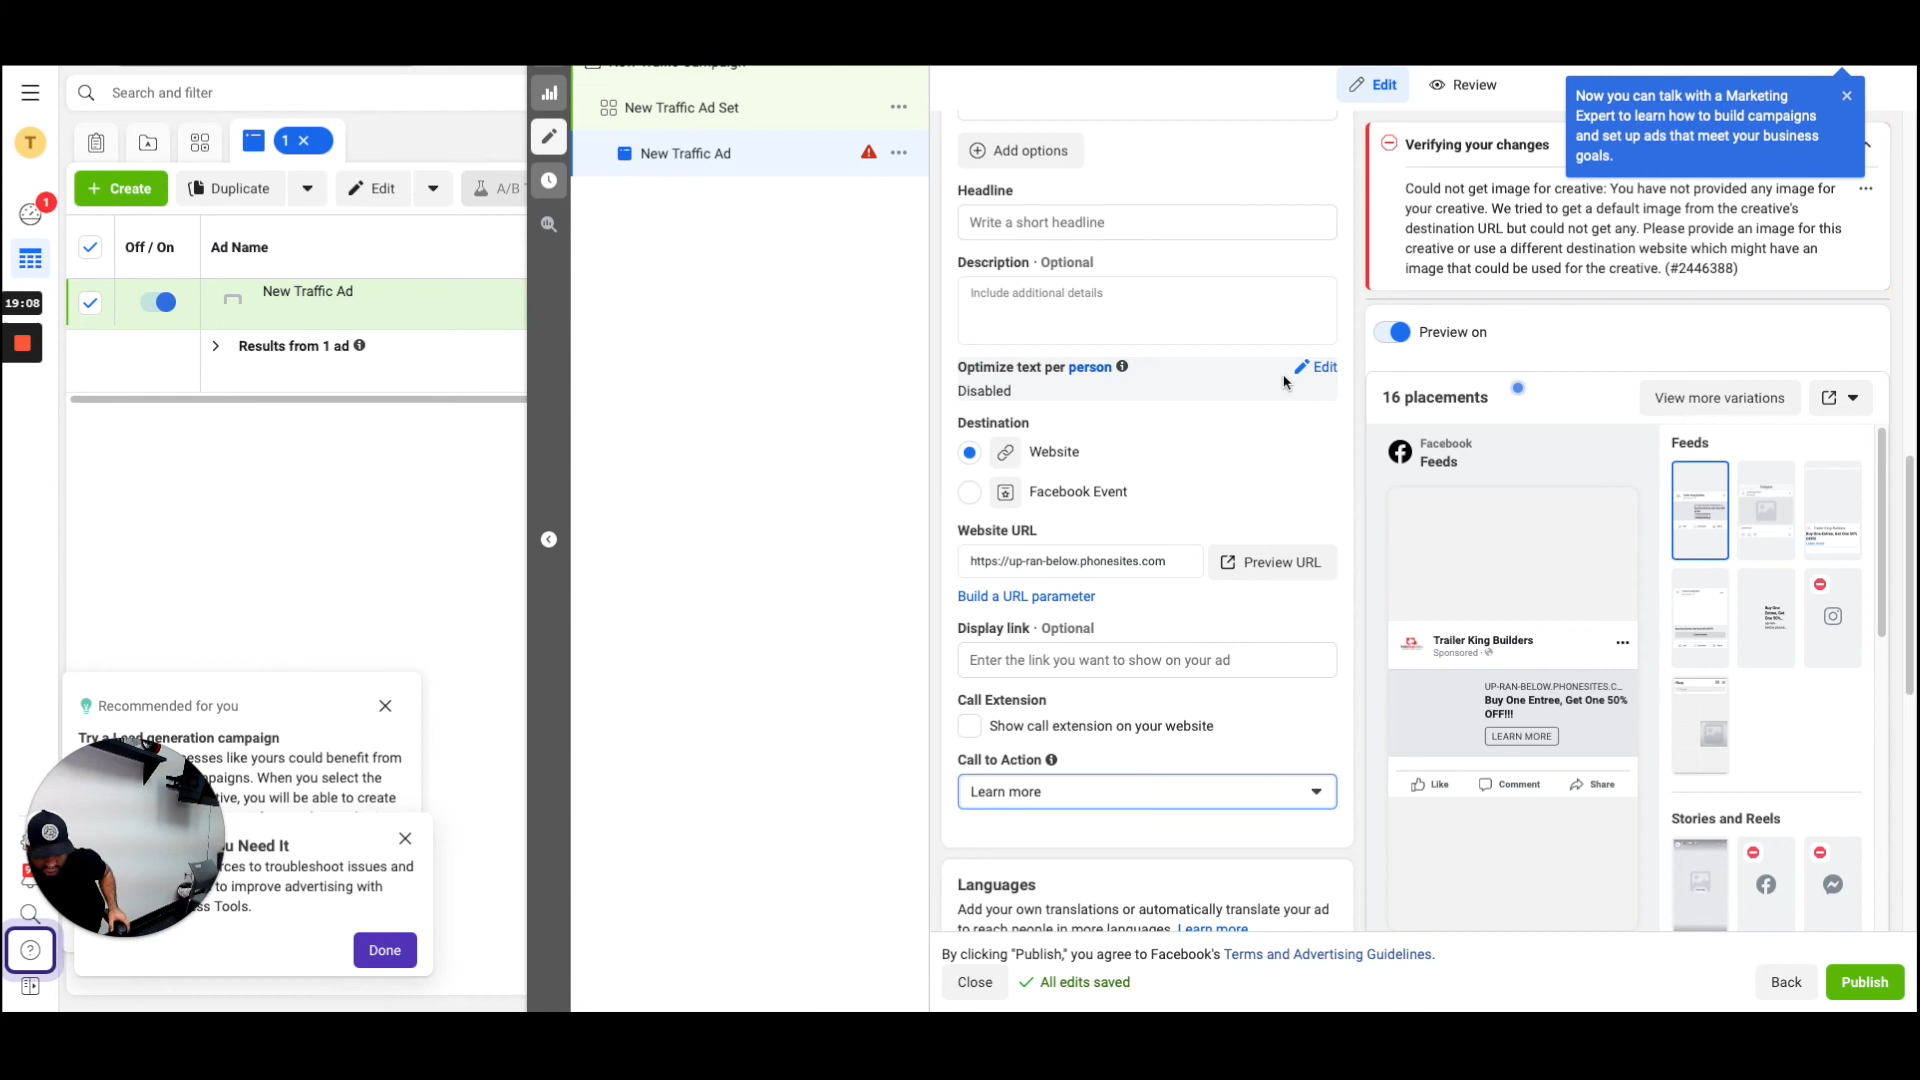 Search and filter
T
1
1
Create
Duplicate
Edit
A/B
Off / On
Ad Name
New Traffic Ad
Results from 1 ad
19:08
Recommended for you
Try a Lead generation campaign
esses like yours could benefit from
paigns. When you select the
tive, you will be able to create
u Need It
rces to troubleshoot issues and
to improve advertising with
ss Tools.
Done
New Traffic Ad Set
New Traffic Ad
Edit
Review
Add options
Headline
Write a short headline
Description · Optional
Include additional details
Optimize text per person
Edit
Disabled
Destination
Website
Facebook Event
Website URL
https://up-ran-below.phonesites.com
Preview URL
Build a URL parameter
Display link · Optional
Enter the link you want to show on your ad
Call Extension
Show call extension on your website
Call to Action
Learn more
Languages
Add your own translations or automatically translate your ad
to reach people in more languages. Learn more
By clicking "Publish," you agree to Facebook's Terms and Advertising Guidelines.
Close
All edits saved
Back
Publish
Now you can talk with a Marketing
Expert to learn how to build campaigns
and set up ads that meet your business
goals.
Verifying your changes
Could not get image for creative: You have not provided any image for
your creative. We tried to get a default image from the creative's
destination URL but could not get any. Please provide an image for this
creative or use a different destination website which might have an
image that could be used for the creative. (#2446388)
Preview on
16 placements
View more variations
Facebook
Feeds
Trailer King Builders
Sponsored ·
UP-RAN-BELOW.PHONESITES.C...
Buy One Entree, Get One 50%
OFF!!!
LEARN MORE
Like
Comment
Share
Feeds
Stories and Reels